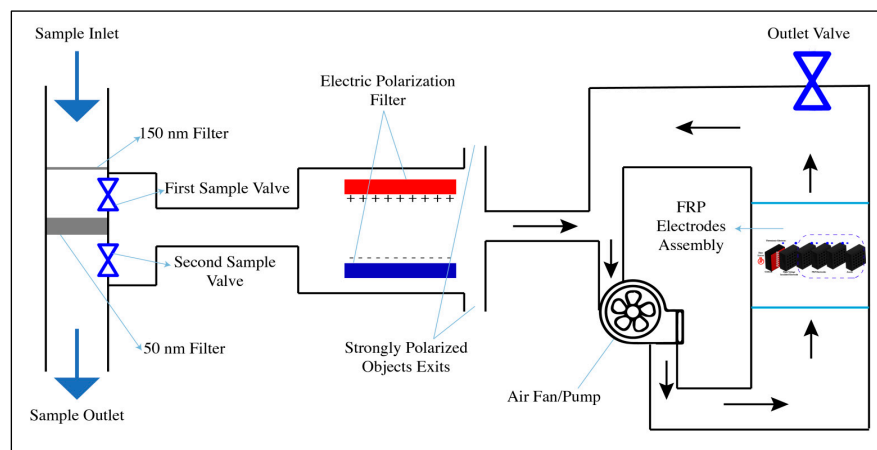 Sample Inlet
Outlet Valve
Electric Polarization
Filter
150 nm Filter
First Sample Valve
FRP
Electrodes
Assembly
Second Sample
Valve
50 nm Filter
Strongly Polarized
Objects Exits
Air Fan/Pump
Sample Outlet